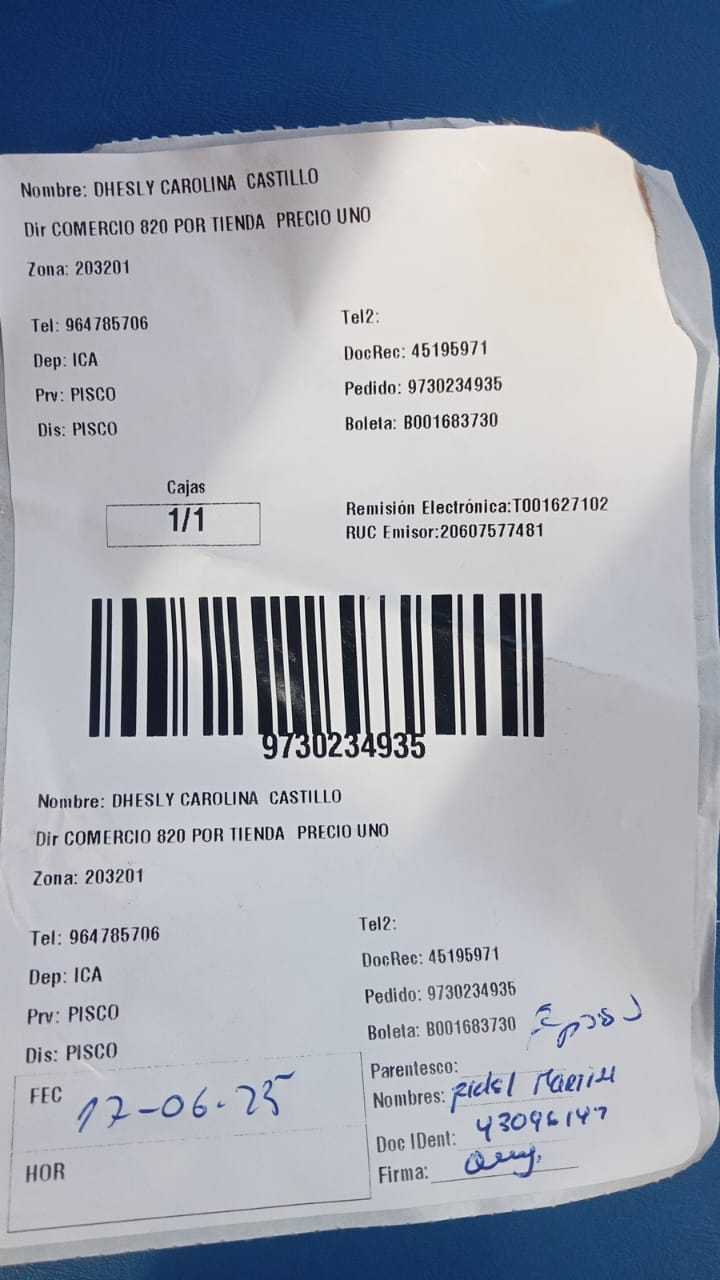 Nombre: DHESLY CAROLINA CASTILLO
Dir COMERCIO 820 POR TIENDA PRECIO UNO
Zona: 203201
Tel: 964785706 Tel2:
Dep: ICA DocRec: 45195971
Prv: PISCO Pedido: 9730234935
Dis: PISCO Boleta: B001683730
Cajas
1/1
Remisión Electrónica:T001627102
RUC Emisor:20607577481
9730234935
Nombre: DHESLY CAROLINA CASTILLO
Dir COMERCIO 820 POR TIENDA PRECIO UNO
Zona: 203201
Tel: 964785706 Tel2:
Dep: ICA DocRec: 45195971
Prv: PISCO Pedido: 9730234935
Dis: PISCO Boleta: B001683730
Parentesco:
FEC 17-06-25 Nombres: Fidel
Doc IDent: 43096147
HOR Firma: